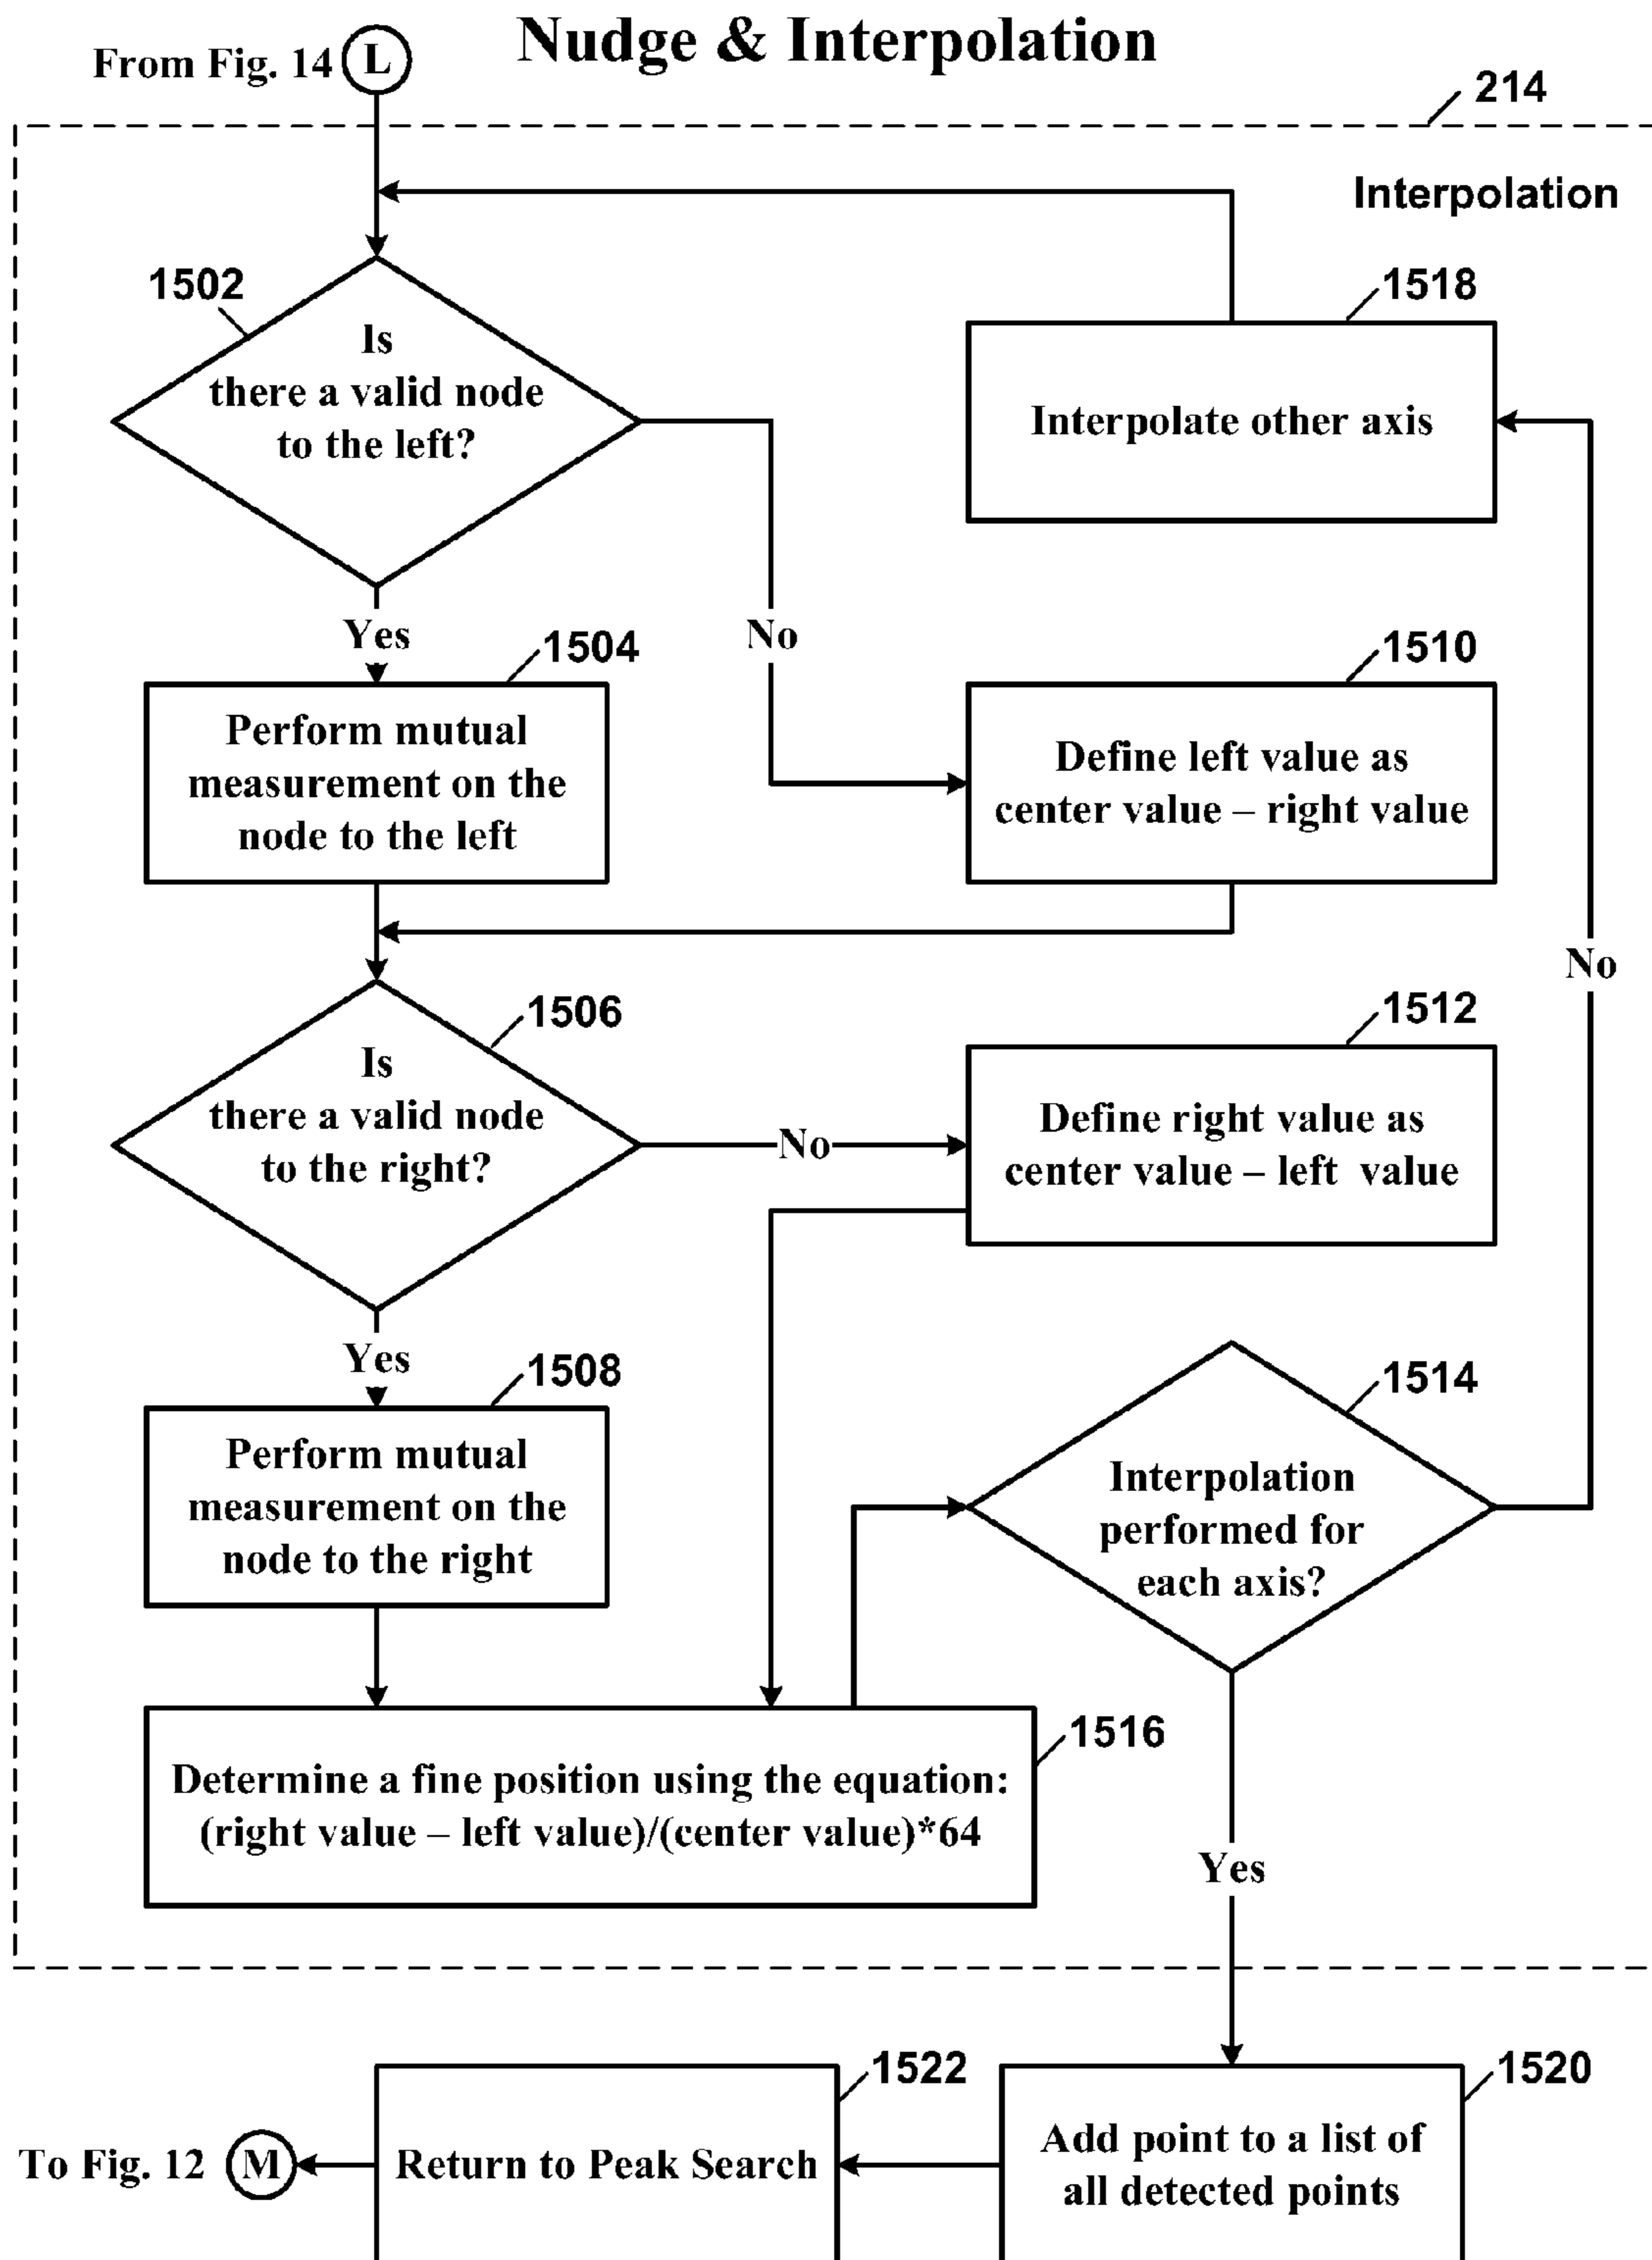 Nudge & Interpolation
From Fig. 14
L
214
Interpolation
1502
Is
there a valid node
to the left?
1518
Interpolate other axis
Yes
No
1504
Perform mutual
measurement on the
node to the left
1510
Define left value as
center value – right value
No
1506
Is
there a valid node
to the right?
No
1512
Define right value as
center value – left value
Yes
1508
Perform mutual
measurement on the
node to the right
1514
Interpolation
performed for
each axis?
1516
Determine a fine position using the equation:
(right value – left value)/(center value)*64
Yes
1522
Return to Peak Search
1520
Add point to a list of
all detected points
To Fig. 12
M